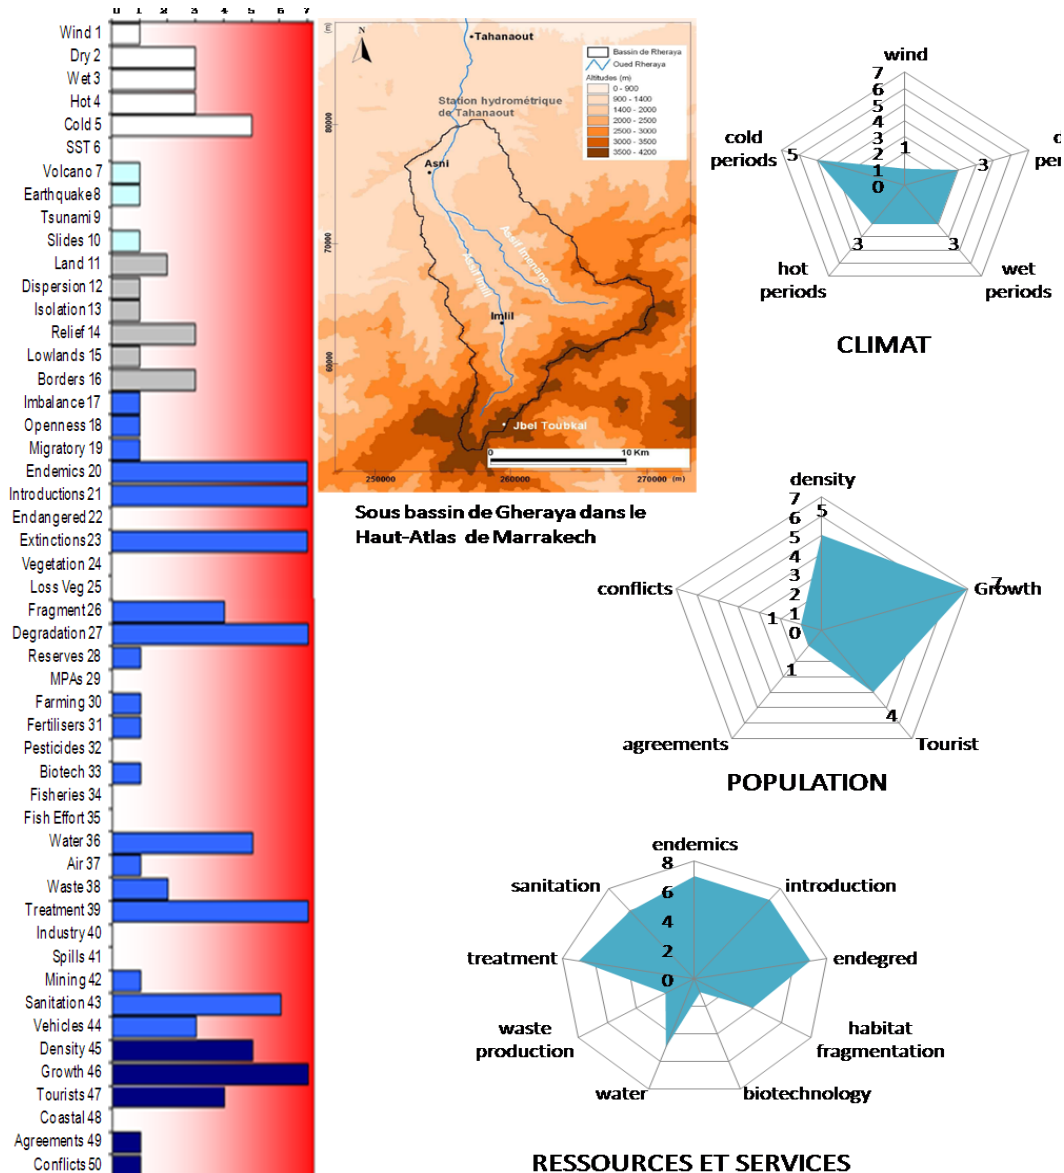 0 1 2 3 4 5 6 7
Wind 1
Dry 2
Wet 3
Hot 4
Cold 5
SST 6
Volcano 7
Earthquake 8
Tsunami 9
Slides 10
Land 11
Dispersion 12
Isolation 13
Relief 14
Lowlands 15
Borders 16
Imbalance 17
Openness 18
Migratory 19
Endemics 20
Introductions 21
Endangered 22
Extinctions 23
Vegetation 24
Loss Veg 25
Fragment 26
Degradation 27
Reserves 28
MPAs 29
Farming 30
Fertilisers 31
Pesticides 32
Biotech 33
Fisheries 34
Fish Effort 35
Water 36
Air 37
Waste 38
Treatment 39
Industry 40
Spills 41
Mining 42
Sanitation 43
Vehicles 44
Density 45
Growth 46
Tourists 47
Coastal 48
Agreements 49
Conflicts 50
(m)
N
Tahanaout
Bassin de Rheraya
Oued Rheraya
Altitudes (m)
0 - 900
900 - 1400
1400 - 2000
2000 - 2500
2500 - 3000
3000 - 3500
3500 - 4200
Station hydrométrique
de Tahanaout
80000
Asni
70000
Assif Imenane
Imlil
60000
Jbel Toubkal
0
10 Km
250000
260000
270000
(m)
Sous bassin de Gheraya dans le
Haut-Atlas de Marrakech
wind
7
6
5
4
3
2
1
0
1
cold
periods
5
d
per
3
hot
periods
3
wet
periods
3
CLIMAT
density
7
6
5
4
3
2
1
0
5
conflicts
1
Growth
7
agreements
1
Tourist
4
POPULATION
endemics
8
6
4
2
0
sanitation
introduction
treatment
endegred
waste
production
habitat
fragmentation
water
biotechnology
RESSOURCES ET SERVICES